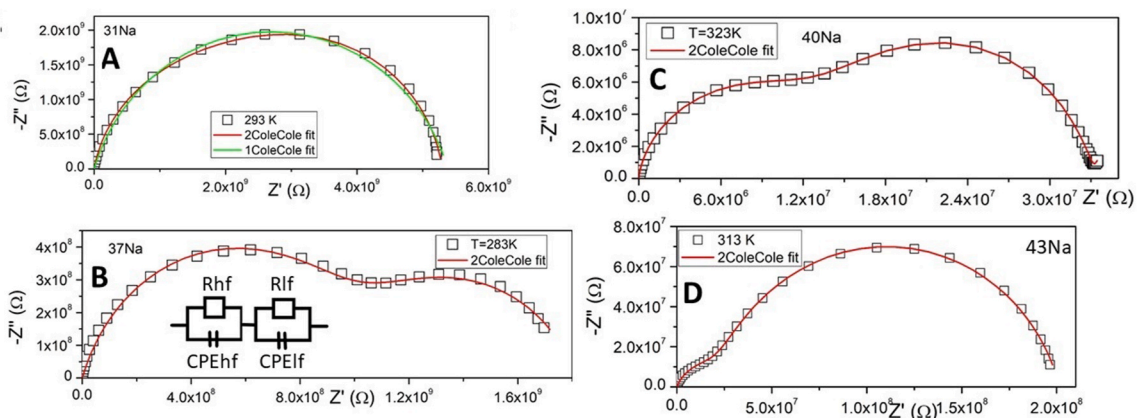 31Na
A
2.0x10⁹
1.5x10⁹
1.0x10⁹
5.0x10⁸
0.0
-Z" (Ω)
293 K
2ColeCole fit
1ColeCole fit
0.0
2.0x10⁹
4.0x10⁹
6.0x10⁹
Z' (Ω)
1.0x10⁷
8.0x10⁶
6.0x10⁶
4.0x10⁶
2.0x10⁶
0.0
-Z" (Ω)
C
T=323K
2ColeCole fit
40Na
6.0x10⁶
1.2x10⁷
1.8x10⁷
2.4x10⁷
3.0x10⁷
Z' (Ω)
37Na
B
4x10⁸
3x10⁸
2x10⁸
1x10⁸
0
-Z" (Ω)
T=283K
2ColeCole fit
Rhf
Rlf
CPEhf
CPElf
0
4.0x10⁸
8.0x10⁸
1.2x10⁹
1.6x10⁹
Z' (Ω)
8.0x10⁷
6.0x10⁷
4.0x10⁷
2.0x10⁷
0.0
-Z" (Ω)
313 K
2ColeCole fit
43Na
D
0.0
5.0x10⁷
1.0x10⁸
Z' (Ω)
1.5x10⁸
2.0x10⁸